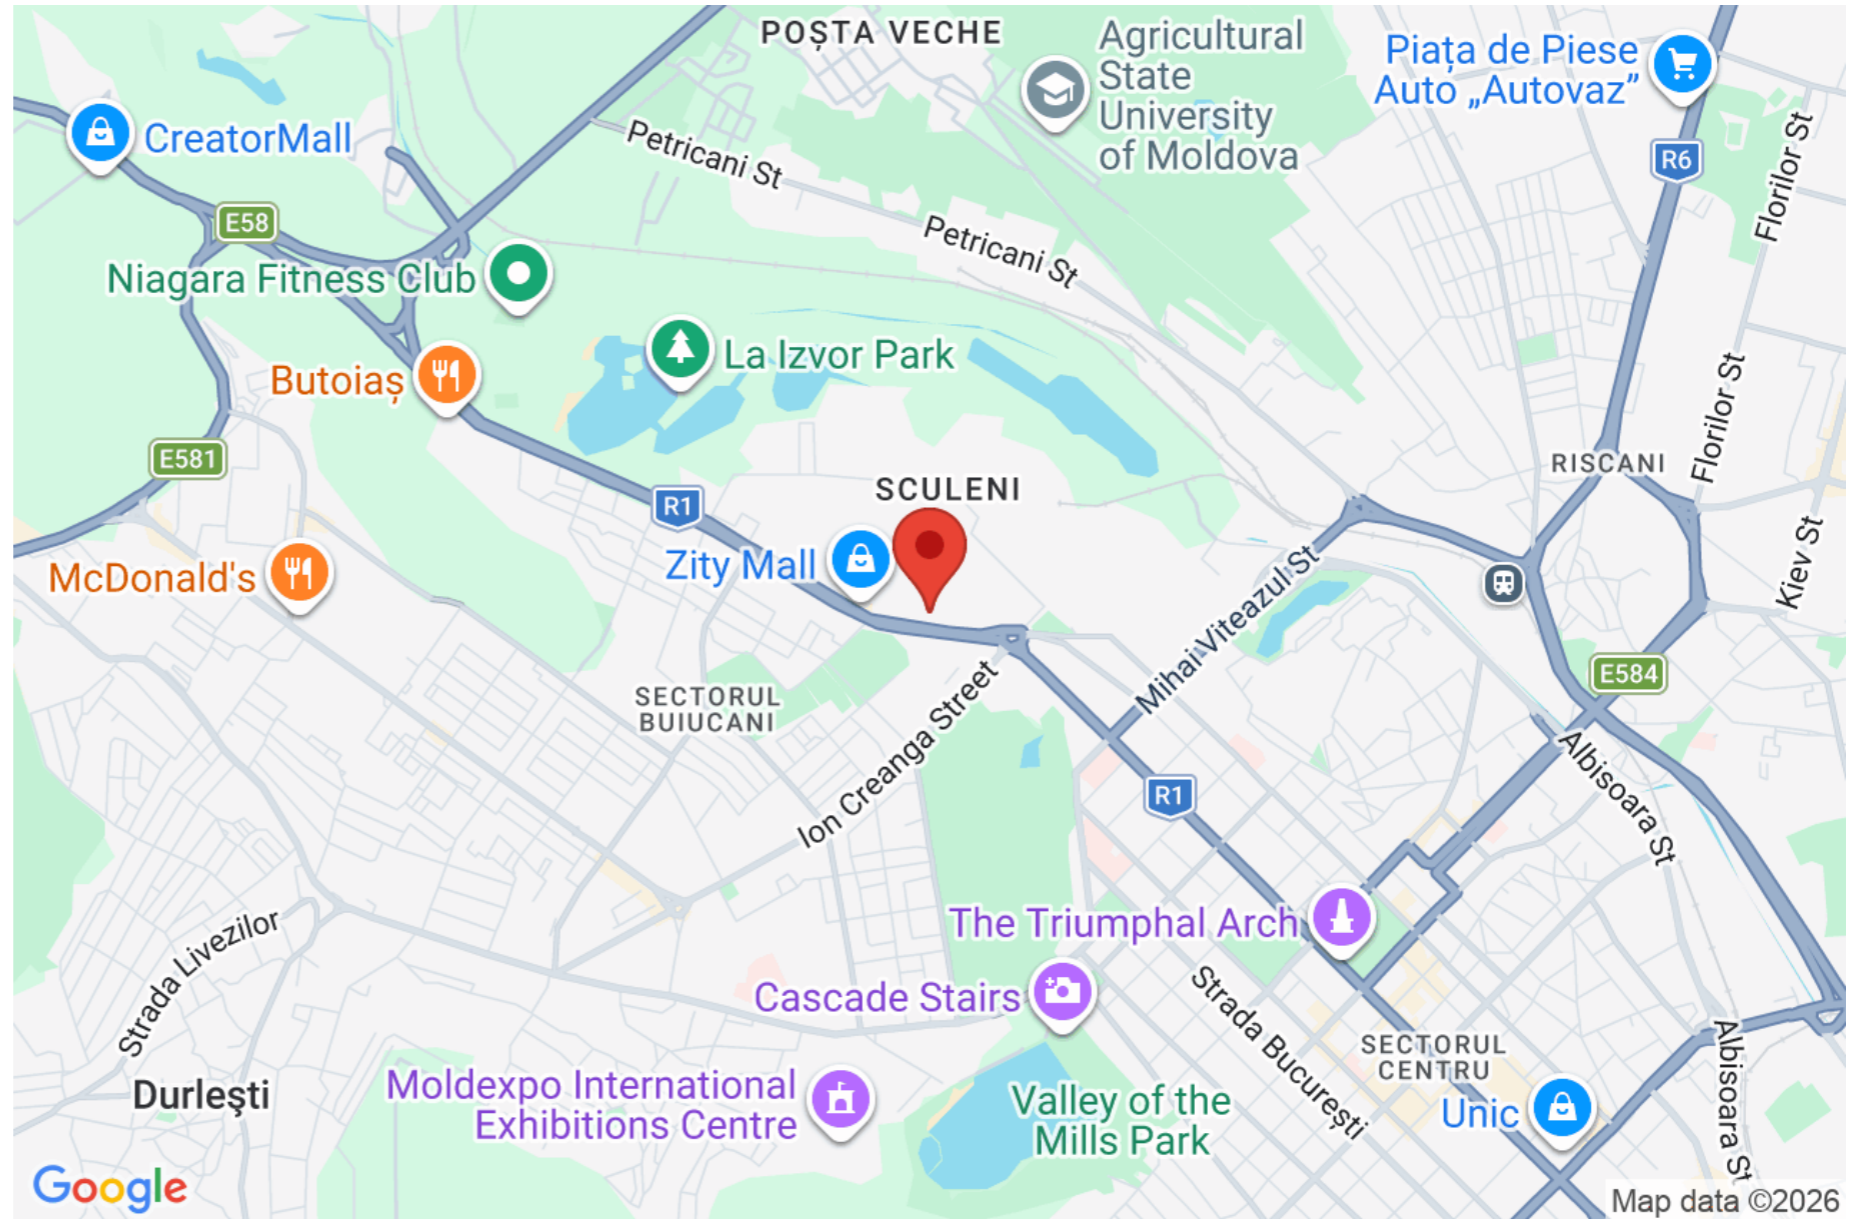 POȘTA VECHE
Agricultural
State
University
of Moldova
Piața de Piese
Auto „Autovaz”
CreatorMall
Petricani St
R6
Florilor St
E58
Petricani St
Niagara Fitness Club
La Izvor Park
Butoiaș
Florilor St
E581
RISCANI
SCULENI
R1
Zity Mall
McDonald's
Kiev St
Mihai Viteazul St
E584
SECTORUL
BUIUCANI
Ion Creanga Street
R1
Albisoara St
The Triumphal Arch
Strada Livezilor
Cascade Stairs
Strada București
SECTORUL
CENTRU
Albisoara St
Durleşti
Moldexpo International
Exhibitions Centre
Valley of the
Mills Park
Unic
Google
Map data ©2026